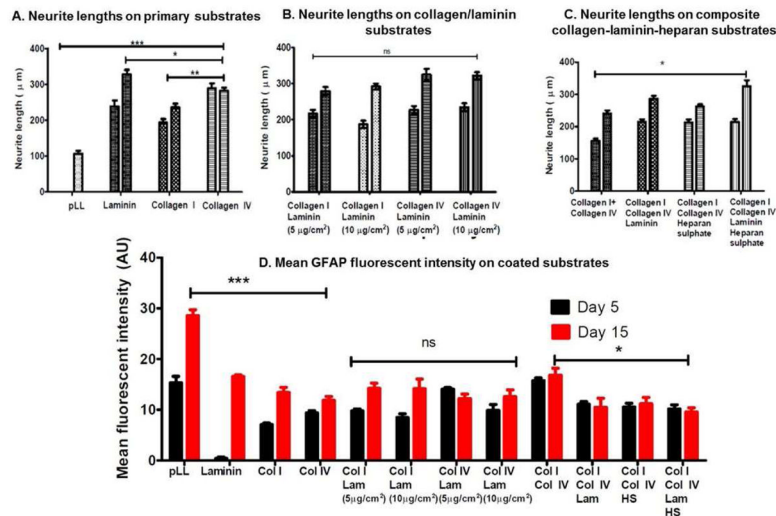 A. Neurite lengths on primary substrates
***
*
**
Neurite length ( μ m)
400
300
200
100
0
pLL
Laminin
Collagen I
Collagen IV
B. Neurite lengths on collagen/laminin
substrates
ns
Neurite length ( μ m)
400
300
200
100
0
Collagen I
Laminin
(5 μg/cm²)
Collagen I
Laminin
(10 μg/cm²)
Collagen IV
Laminin
(5 μg/cm²)
Collagen IV
Laminin
(10 μg/cm²)
C. Neurite lengths on composite
collagen-laminin-heparan substrates
*
Neurite length ( μ m)
400
300
200
100
0
Collagen I+
Collagen IV
Collagen I
Collagen IV
Laminin
Collagen I
Collagen IV
Heparan
sulphate
Collagen I
Collagen IV
Laminin
Heparan
sulphate
D. Mean GFAP fluorescent intensity on coated substrates
***
ns
*
Day 5
Day 15
Mean fluorescent intensity (AU)
40
30
20
10
0
pLL
Laminin
Col I
Col IV
Col I
Lam
(5μg/cm²)
Col I
Lam
(10μg/cm²)
Col IV
Lam
(5μg/cm²)
Col IV
Lam
(10μg/cm²)
Col I
Col IV
Col I
Col IV
Lam
Col I
Col IV
HS
Col I
Col IV
Lam
HS